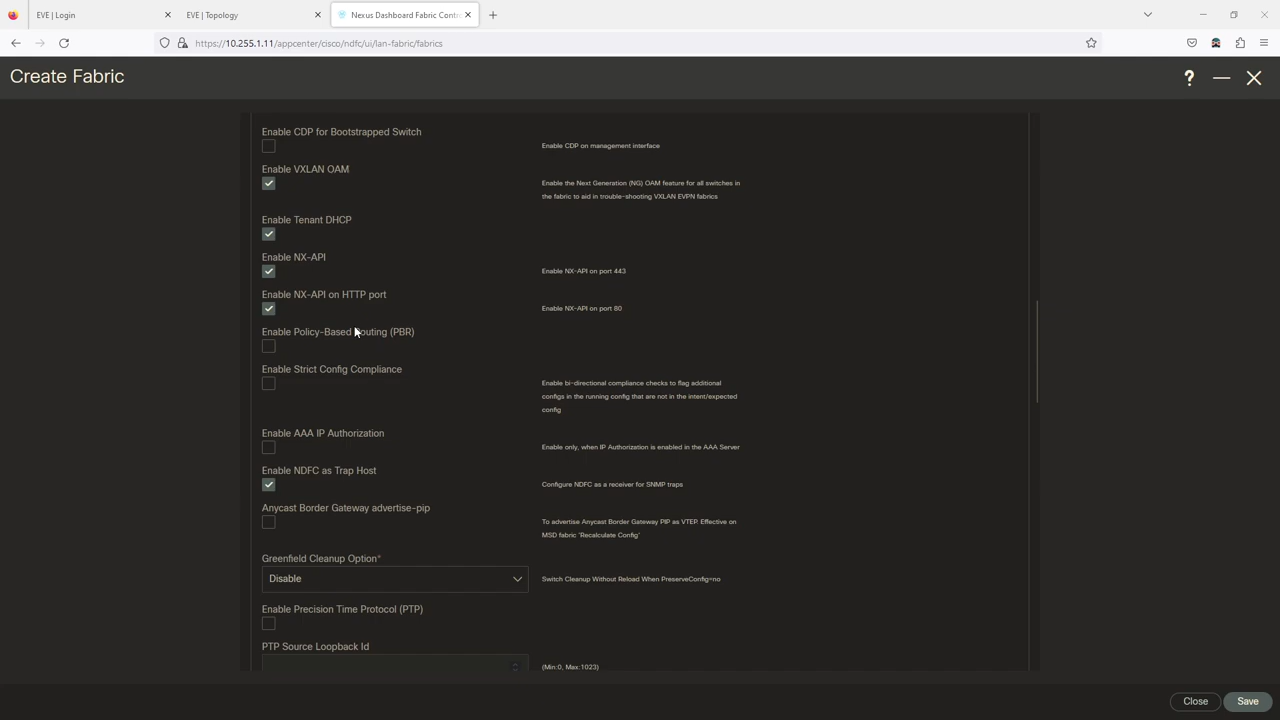 EVE | Login
EVE | Topology
Nexus Dashboard Fabric Contr
https://10.255.1.11/appcenter/cisco/ndfc/ui/lan-fabric/fabrics
Create Fabric
Enable CDP for Bootstrapped Switch
Enable CDP on management interface
Enable VXLAN OAM
Enable the Next Generation (NG) OAM feature for all switches in
the fabric to aid in trouble-shooting VXLAN EVPN fabrics
Enable Tenant DHCP
Enable NX-API
Enable NX-API on port 443
Enable NX-API on HTTP port
Enable NX-API on port 80
Enable Policy-Based Routing (PBR)
Enable Strict Config Compliance
Enable bi-directional compliance checks to flag additional
configs in the running config that are not in the intent/expected
config
Enable AAA IP Authorization
Enable only, when IP Authorization is enabled in the AAA Server
Enable NDFC as Trap Host
Configure NDFC as a receiver for SNMP traps
Anycast Border Gateway advertise-pip
To advertise Anycast Border Gateway PIP as VTEP. Effective on
MSD fabric 'Recalculate Config'
Greenfield Cleanup Option*
Disable
Switch Cleanup Without Reload When PreserveConfig=no
Enable Precision Time Protocol (PTP)
PTP Source Loopback Id
(Min:0, Max:1023)
Close
Save